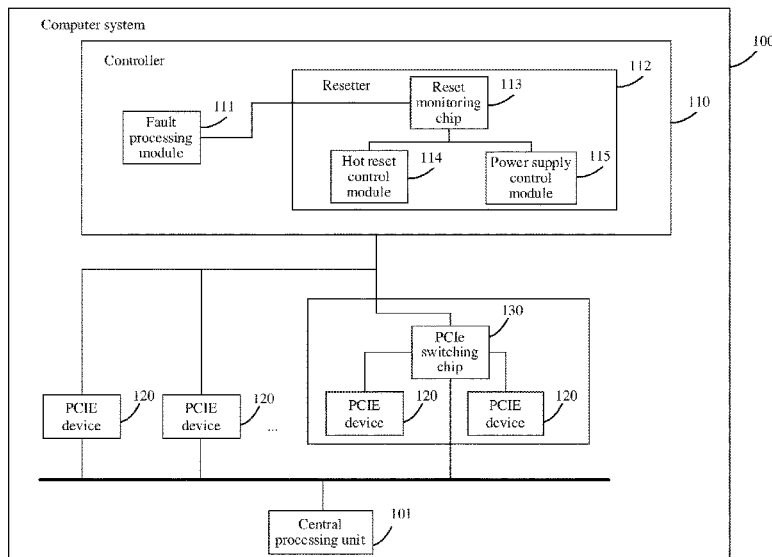 Computer system
100
Controller
112
Resetter
Reset
monitoring
chip
113
110
111
Fault
processing
module
Hot reset
control
module
114
Power supply
control
module
115
130
PCIe
switching
chip
PCIE
device
120
PCIE
device
120
...
PCIE
device
120
PCIE
device
120
101
Central
processing unit